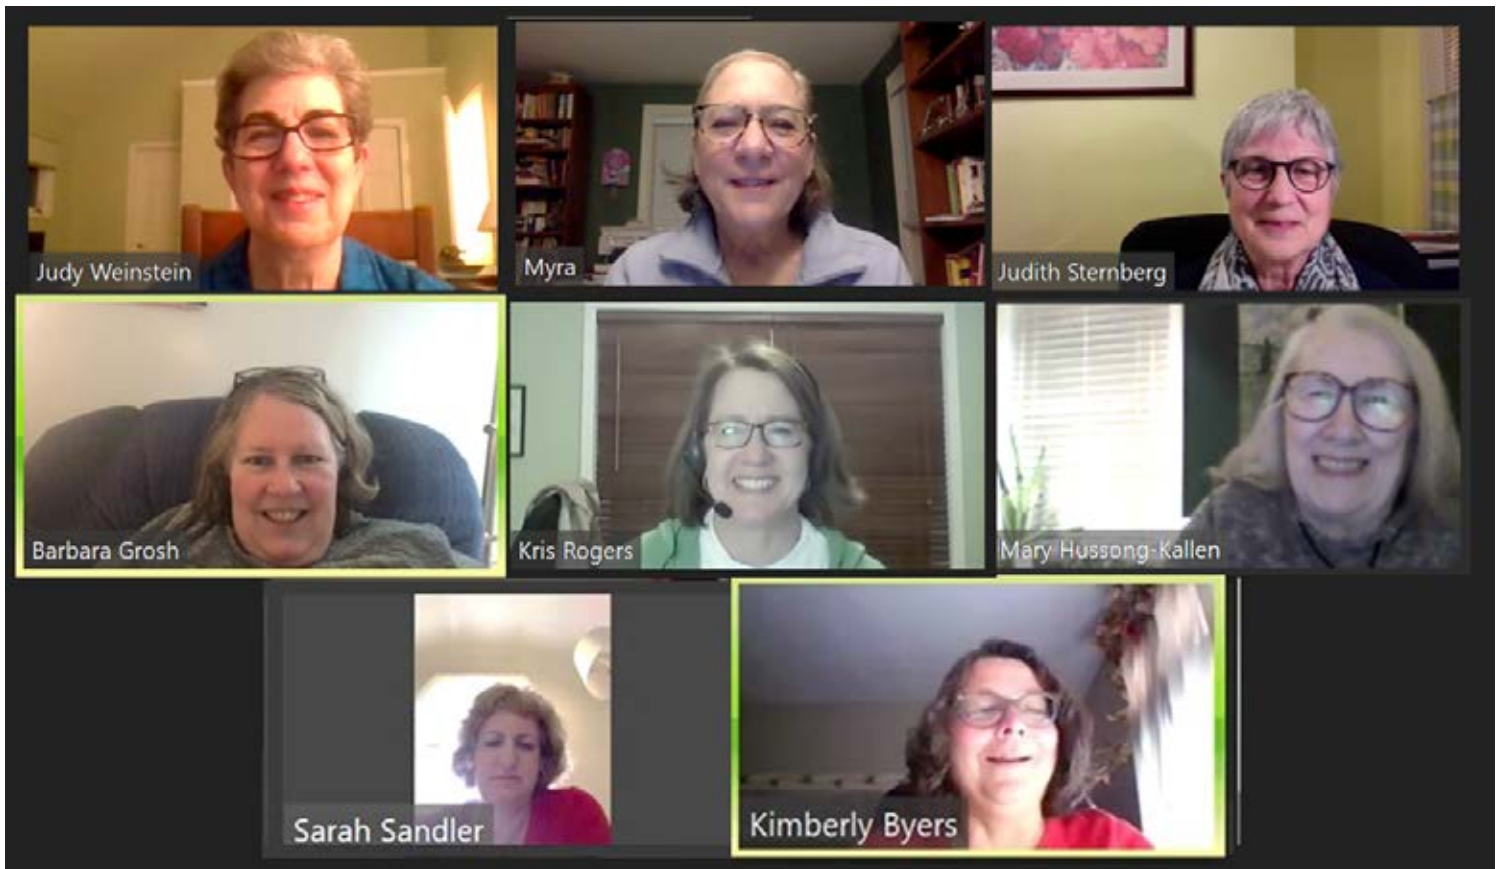 Judy Weinstein
Myra
Judith Sternberg
Barbara Grosh
Kris Rogers
Mary Hussong-Kallen
Sarah Sandler
Kimberly Byers